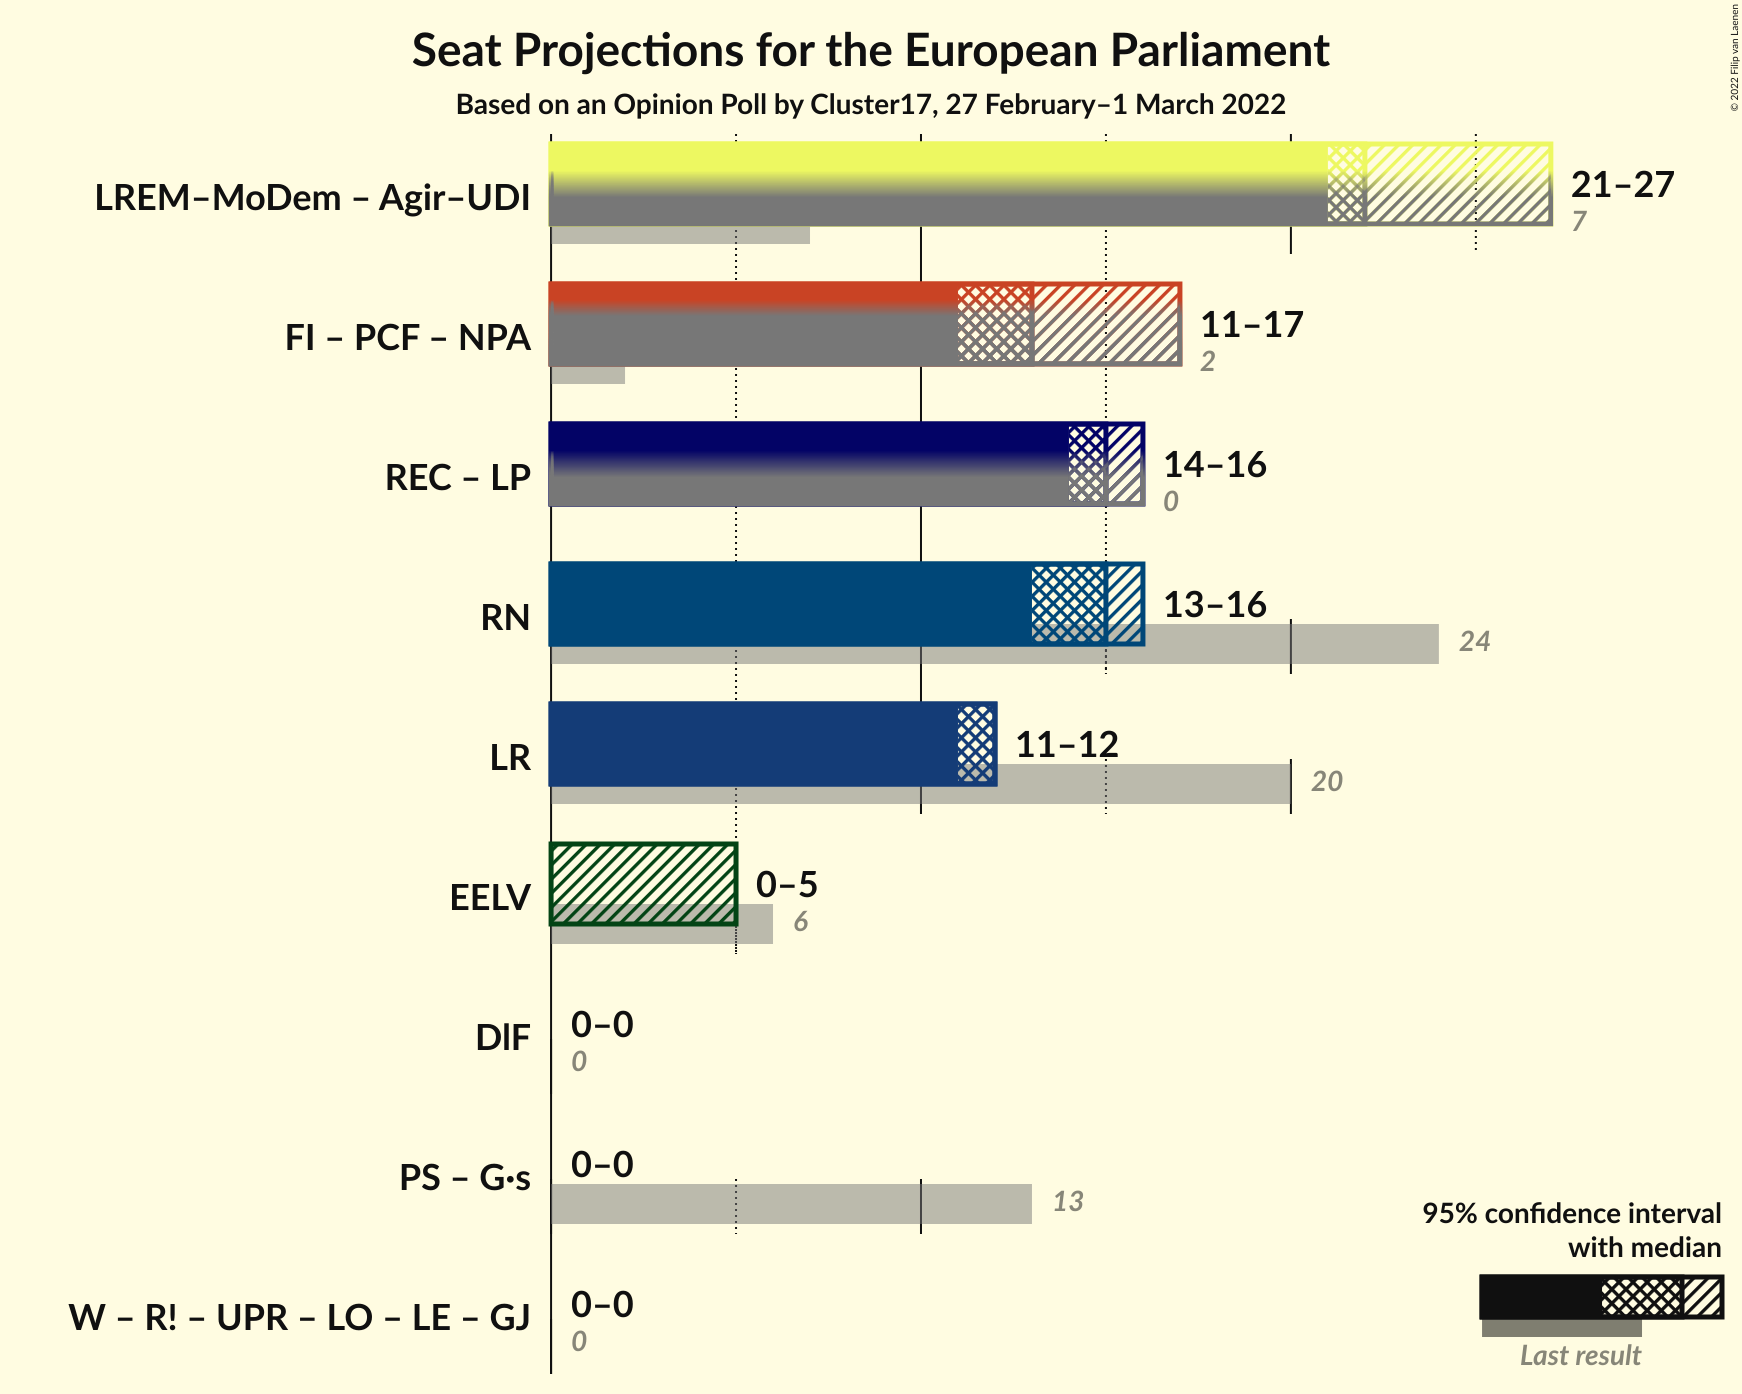 Seat Projections for the European Parliament
Based on an Opinion Poll by Cluster17, 27 February–1 March 2022
© 2022 Filip van Laenen
LREM–MoDem – Agir–UDI
21–27
7
FI – PCF – NPA
11–17
2
REC – LP
14–16
0
RN
13–16
24
LR
11–12
20
EELV
0–5
6
DlF
0–0
0
PS – G·s
0–0
13
W – R! – UPR – LO – LE – GJ
0–0
0
95% confidence interval
with median
Last result